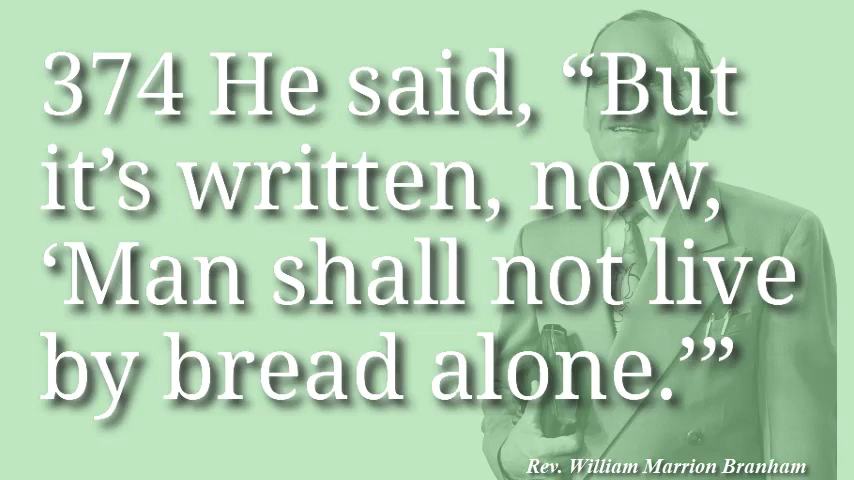 374 He said, “But
it’s written, now,
‘Man shall not live
by bread alone.’”
Rev. William Marrion Branham